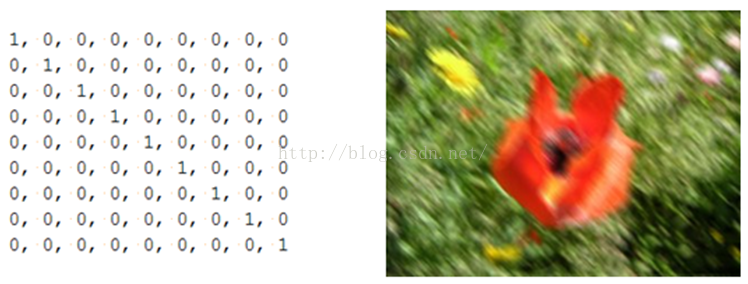 1, 0, 0, 0, 0, 0, 0, 0, 0
0, 1, 0, 0, 0, 0, 0, 0, 0
0, 0, 1, 0, 0, 0, 0, 0, 0
0, 0, 0, 1, 0, 0, 0, 0, 0
0, 0, 0, 0, 1, 0, 0, 0, 0
0, 0, 0, 0, 0, 1, 0, 0, 0
0, 0, 0, 0, 0, 0, 1, 0, 0
0, 0, 0, 0, 0, 0, 0, 1, 0
0, 0, 0, 0, 0, 0, 0, 0, 1
http://blog.csdn.net/